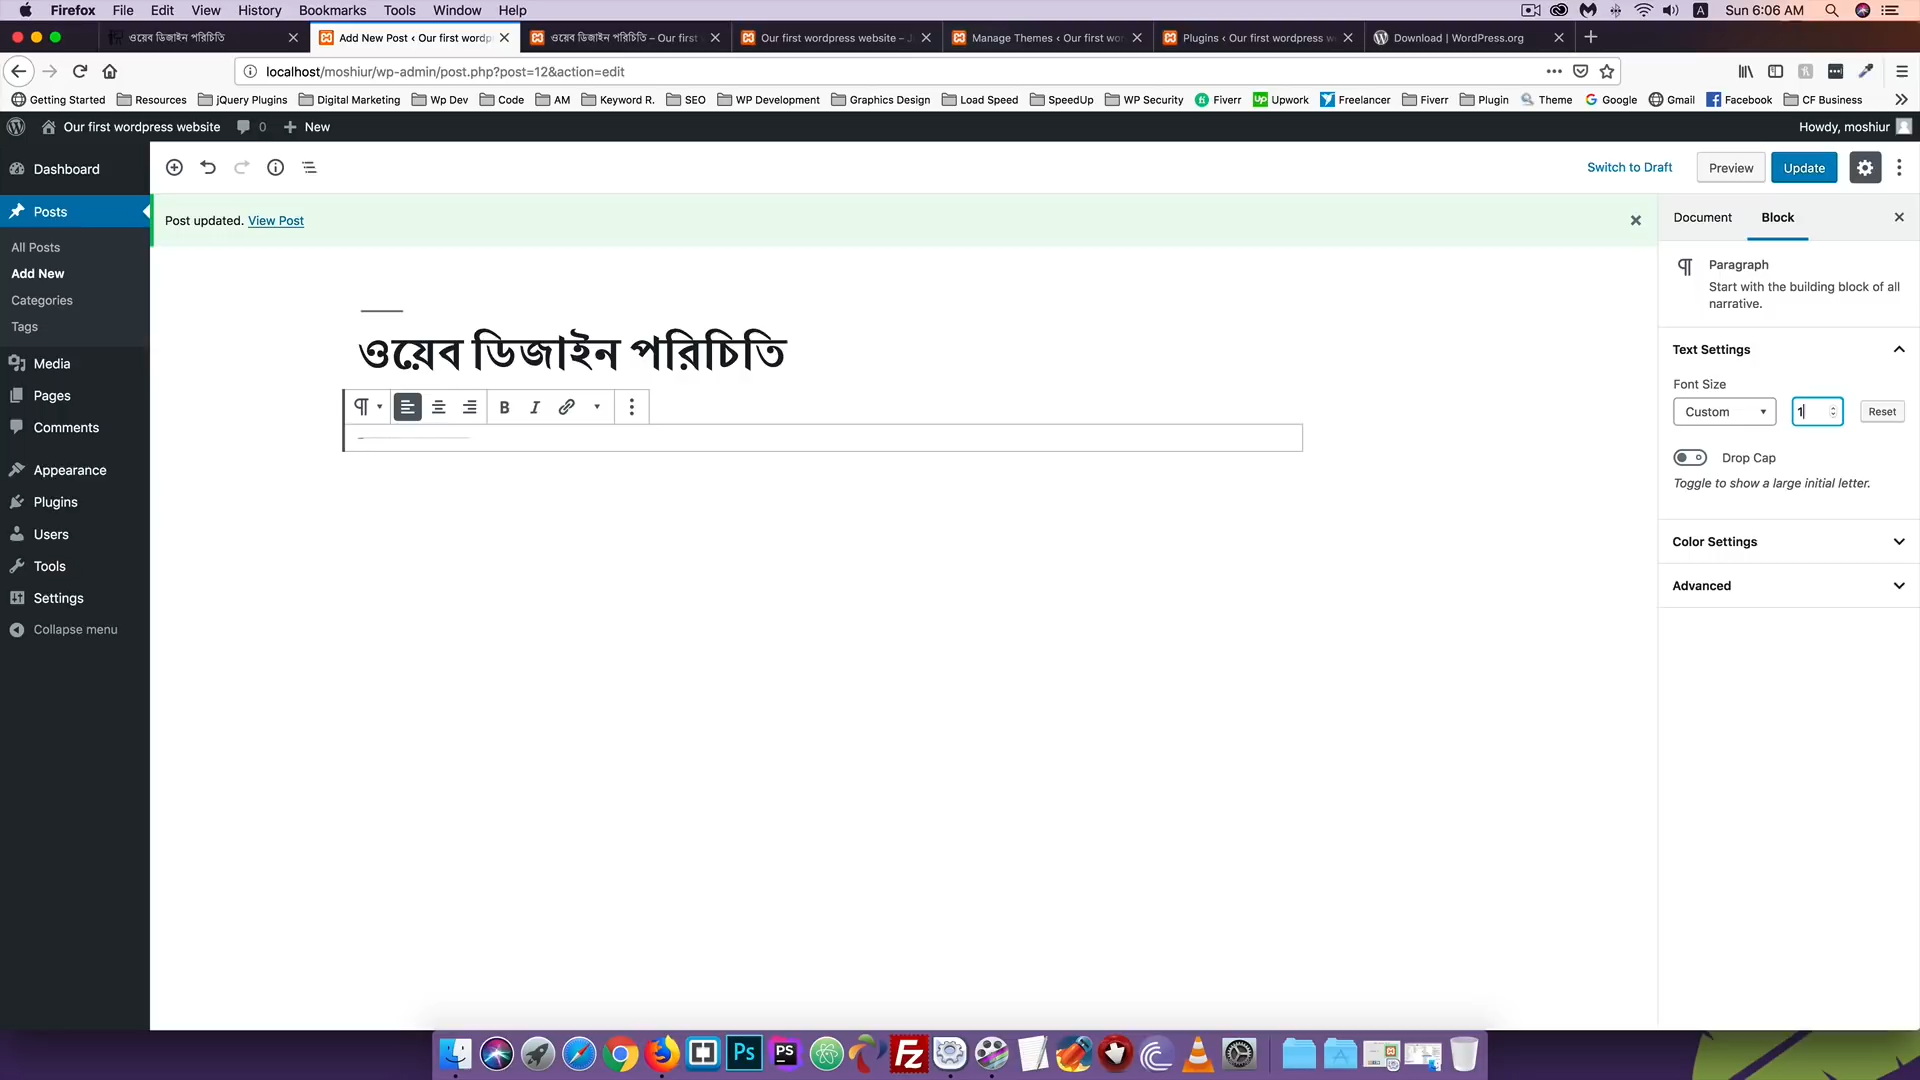 Firefox File Edit View History Bookmarks Tools Window Help
Sun 6:06 AM
ওয়েব ডিজাইন পরিচিতি
Add New Post ‹ Our first wordp
ওয়েব ডিজাইন পরিচিতি – Our first
Our first wordpress website –
Manage Themes ‹ Our first wor
Plugins ‹ Our first wordpress w
Download | WordPress.org
localhost/moshiur/wp-admin/post.php?post=12&action=edit
Getting Started Resources jQuery Plugins Digital Marketing Wp Dev Code AM Keyword R. SEO WP Development Graphics Design Load Speed SpeedUp WP Security Fiverr Upwork Freelancer Fiverr Plugin Theme Google Gmail Facebook CF Business
Our first wordpress website 0 New
Howdy, moshiur
Dashboard
Posts
All Posts
Add New
Categories
Tags
Media
Pages
Comments
Appearance
Plugins
Users
Tools
Settings
Collapse menu
Switch to Draft Preview Update
Post updated. View Post
ওয়েব ডিজাইন পরিচিতি
B I
Document Block
Paragraph
Start with the building block of all
narrative.
Text Settings
Font Size
Custom 1 Reset
Drop Cap
Toggle to show a large initial letter.
Color Settings
Advanced
Ps PS FZ